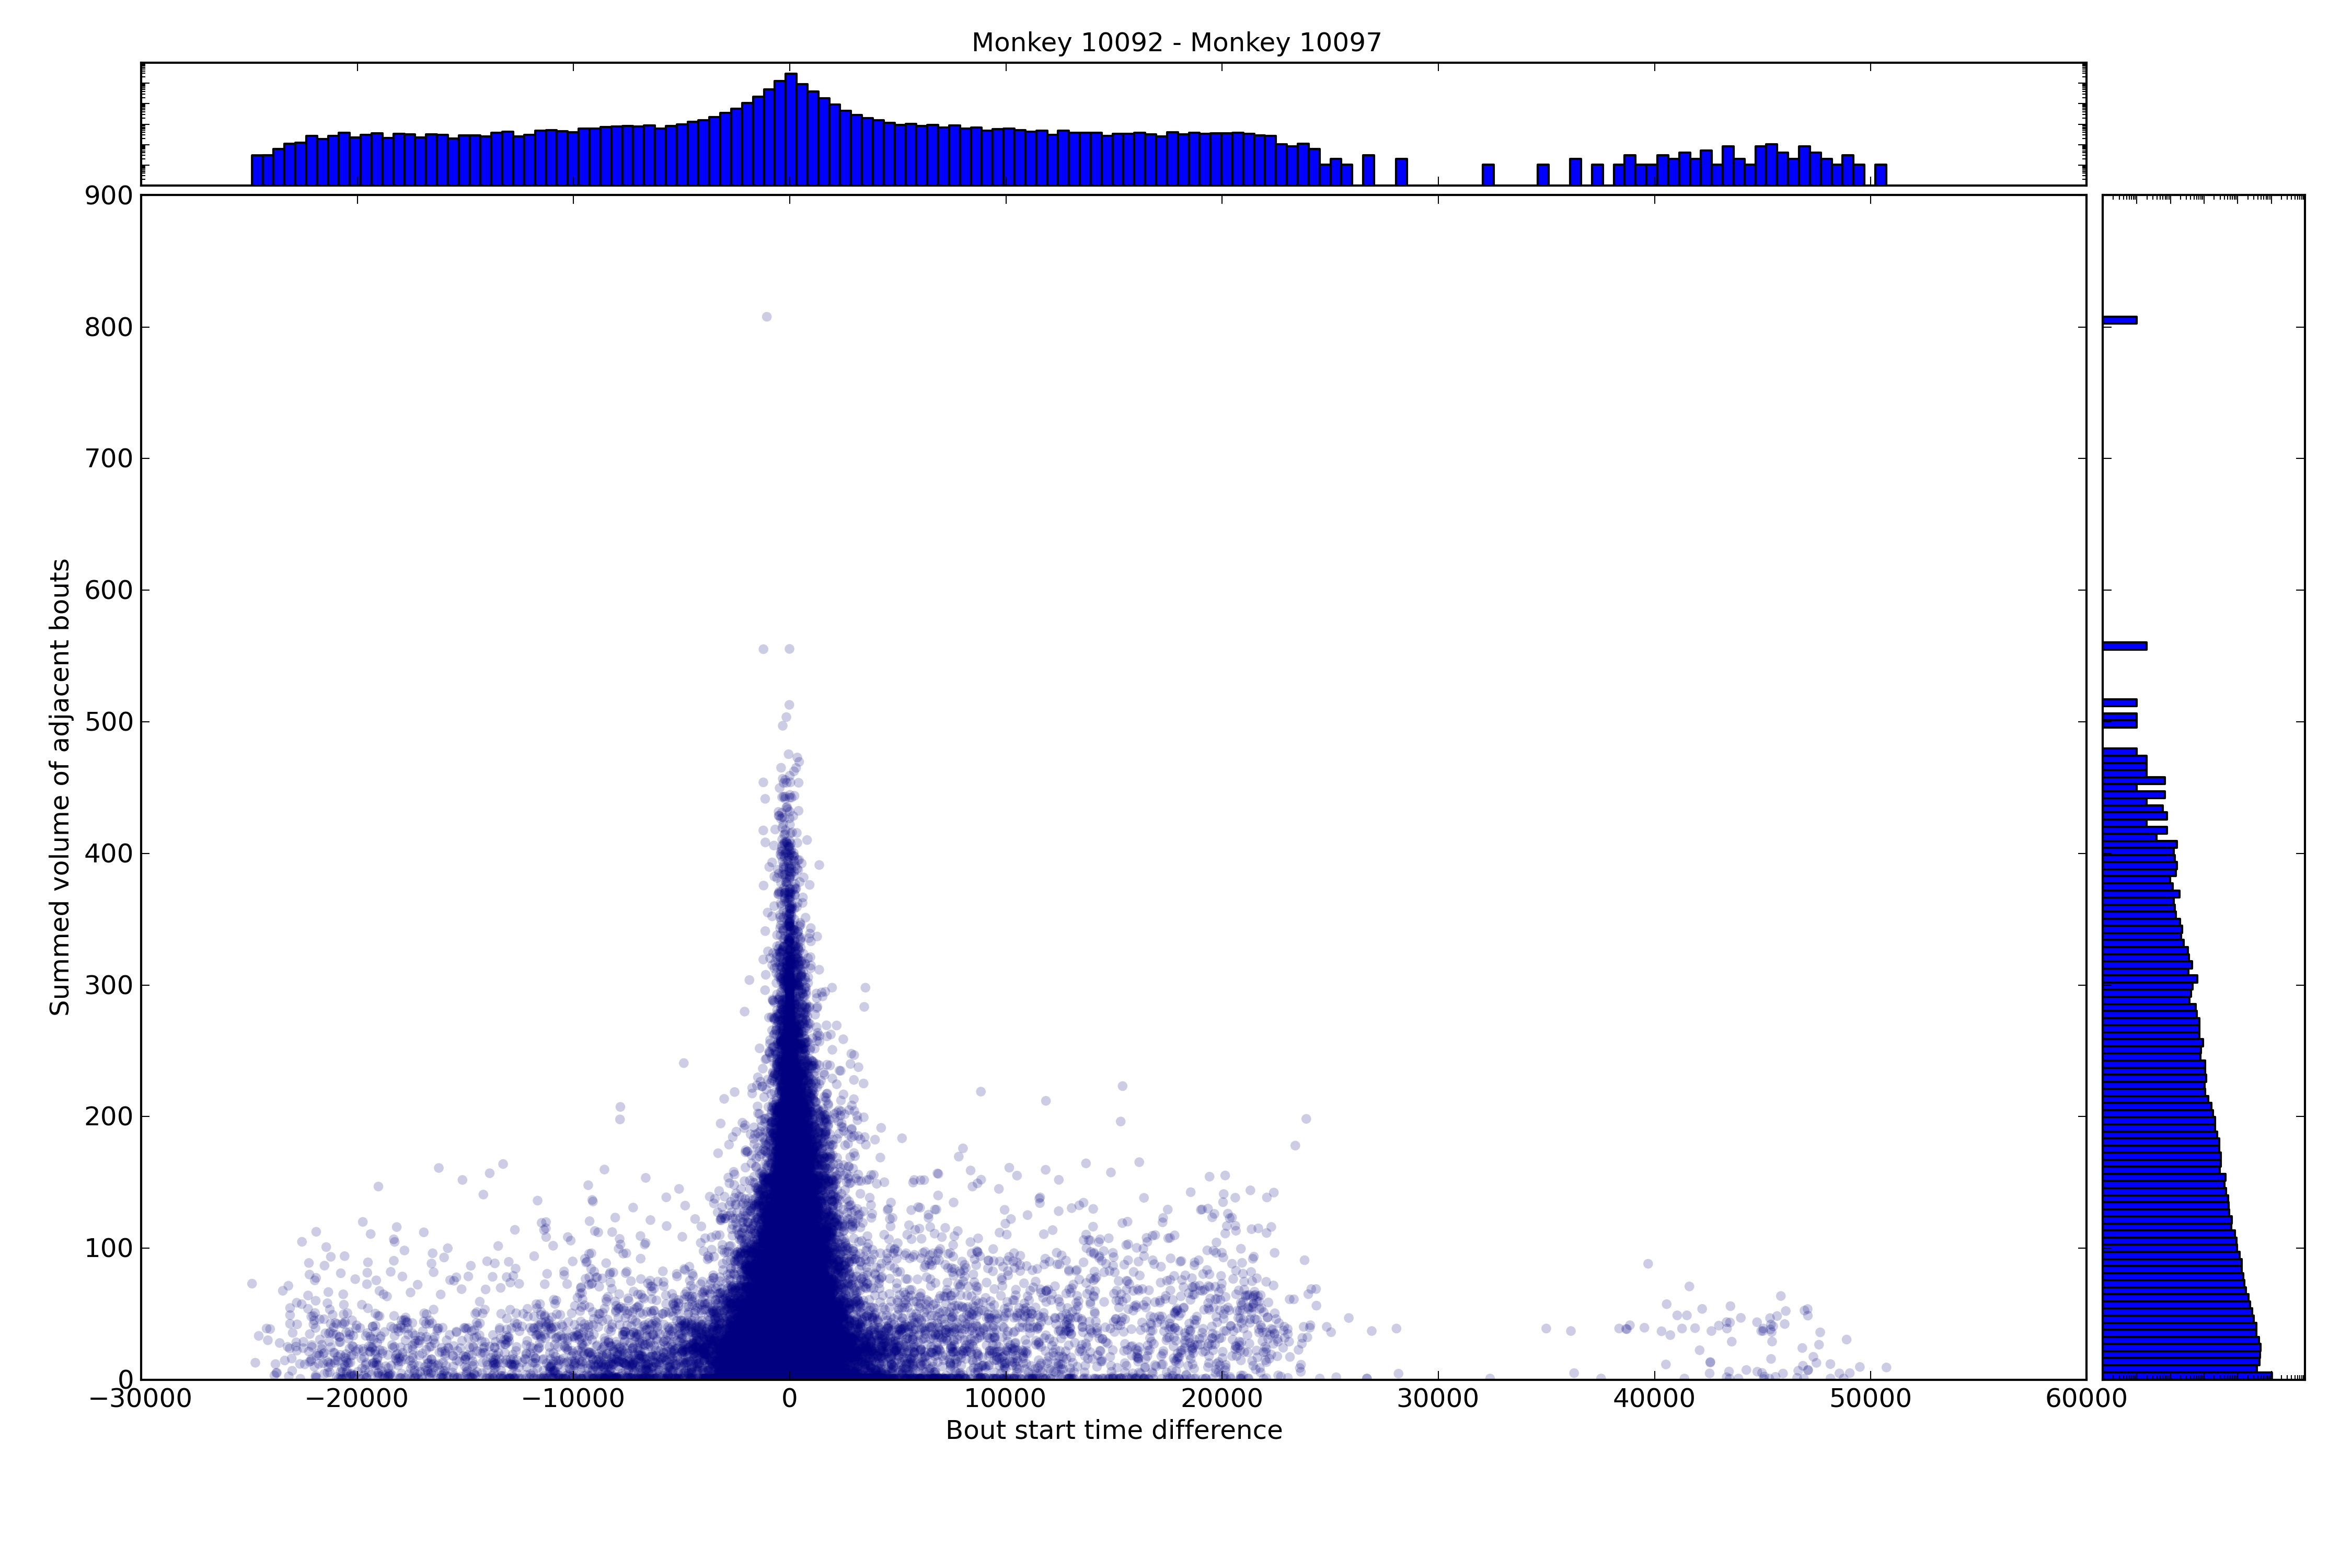 Monkey 10092 - Monkey 10097
900
800
700
600
500
400
300
200
100
0
Summed volume of adjacent bouts
−30000 −20000 −10000 0 10000 20000 30000 40000 50000 60000
Bout start time difference